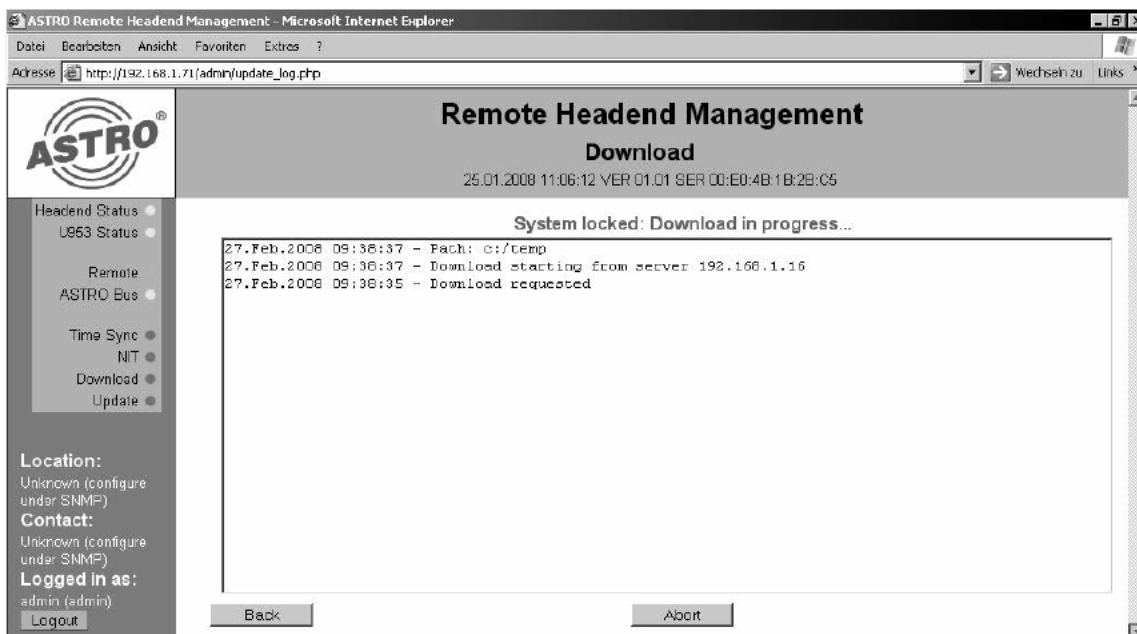 ASTRO Remote Headend Management - Microsoft Internet Explorer
Datei Bearbeiten Ansicht Favoriten Extras ?
Adresse http://192.168.1.71/admin/update_log.php Wechseln zu Links
ASTRO®
Remote Headend Management
Download
25.01.2008 11:06:12 VER 01.01 SER 00:E0:4B:1B:2B:C5
Headend Status
U953 Status
Remote
ASTRO Bus
Time Sync
NIT
Download
Update
Location:
Unknown (configure
under SNMP)
Contact:
Unknown (configure
under SNMP)
Logged in as:
admin (admin)
Logout
System locked: Download in progress...
27.Feb.2008 09:38:37 - Path: c:/temp
27.Feb.2008 09:38:37 - Download starting from server 192.168.1.16
27.Feb.2008 09:38:35 - Download requested
Back
Abort